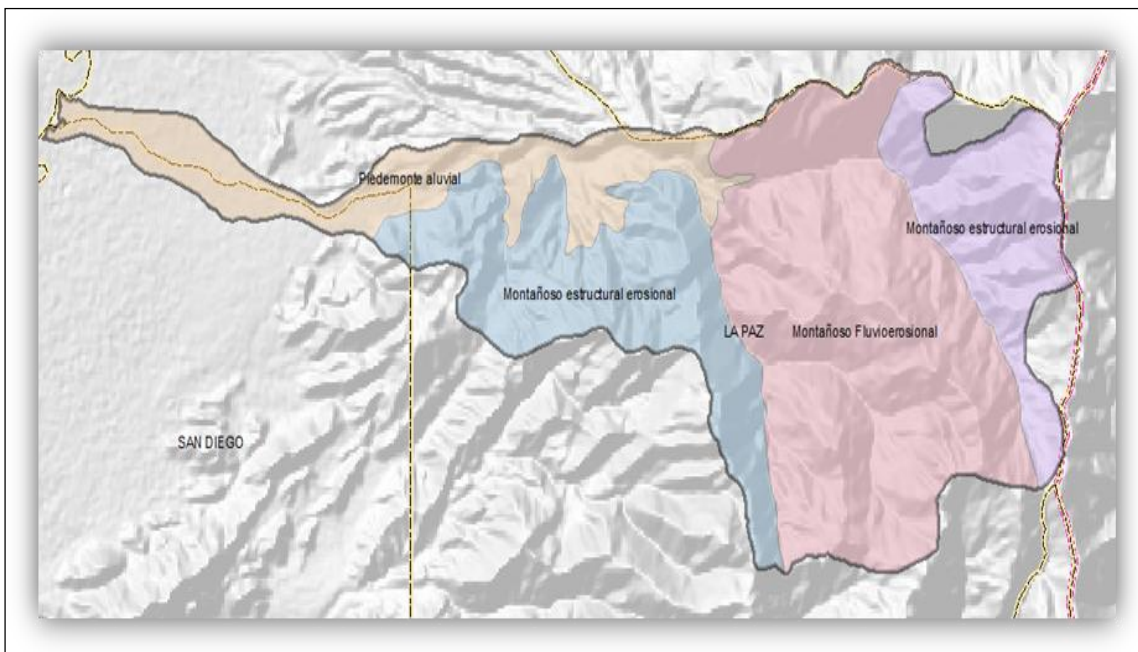 Piedemonte aluvial
Montañoso estructural erosional
Montañoso estructural erosional
LA PAZ
Montañoso Fluvioerosional
SAN DIEGO